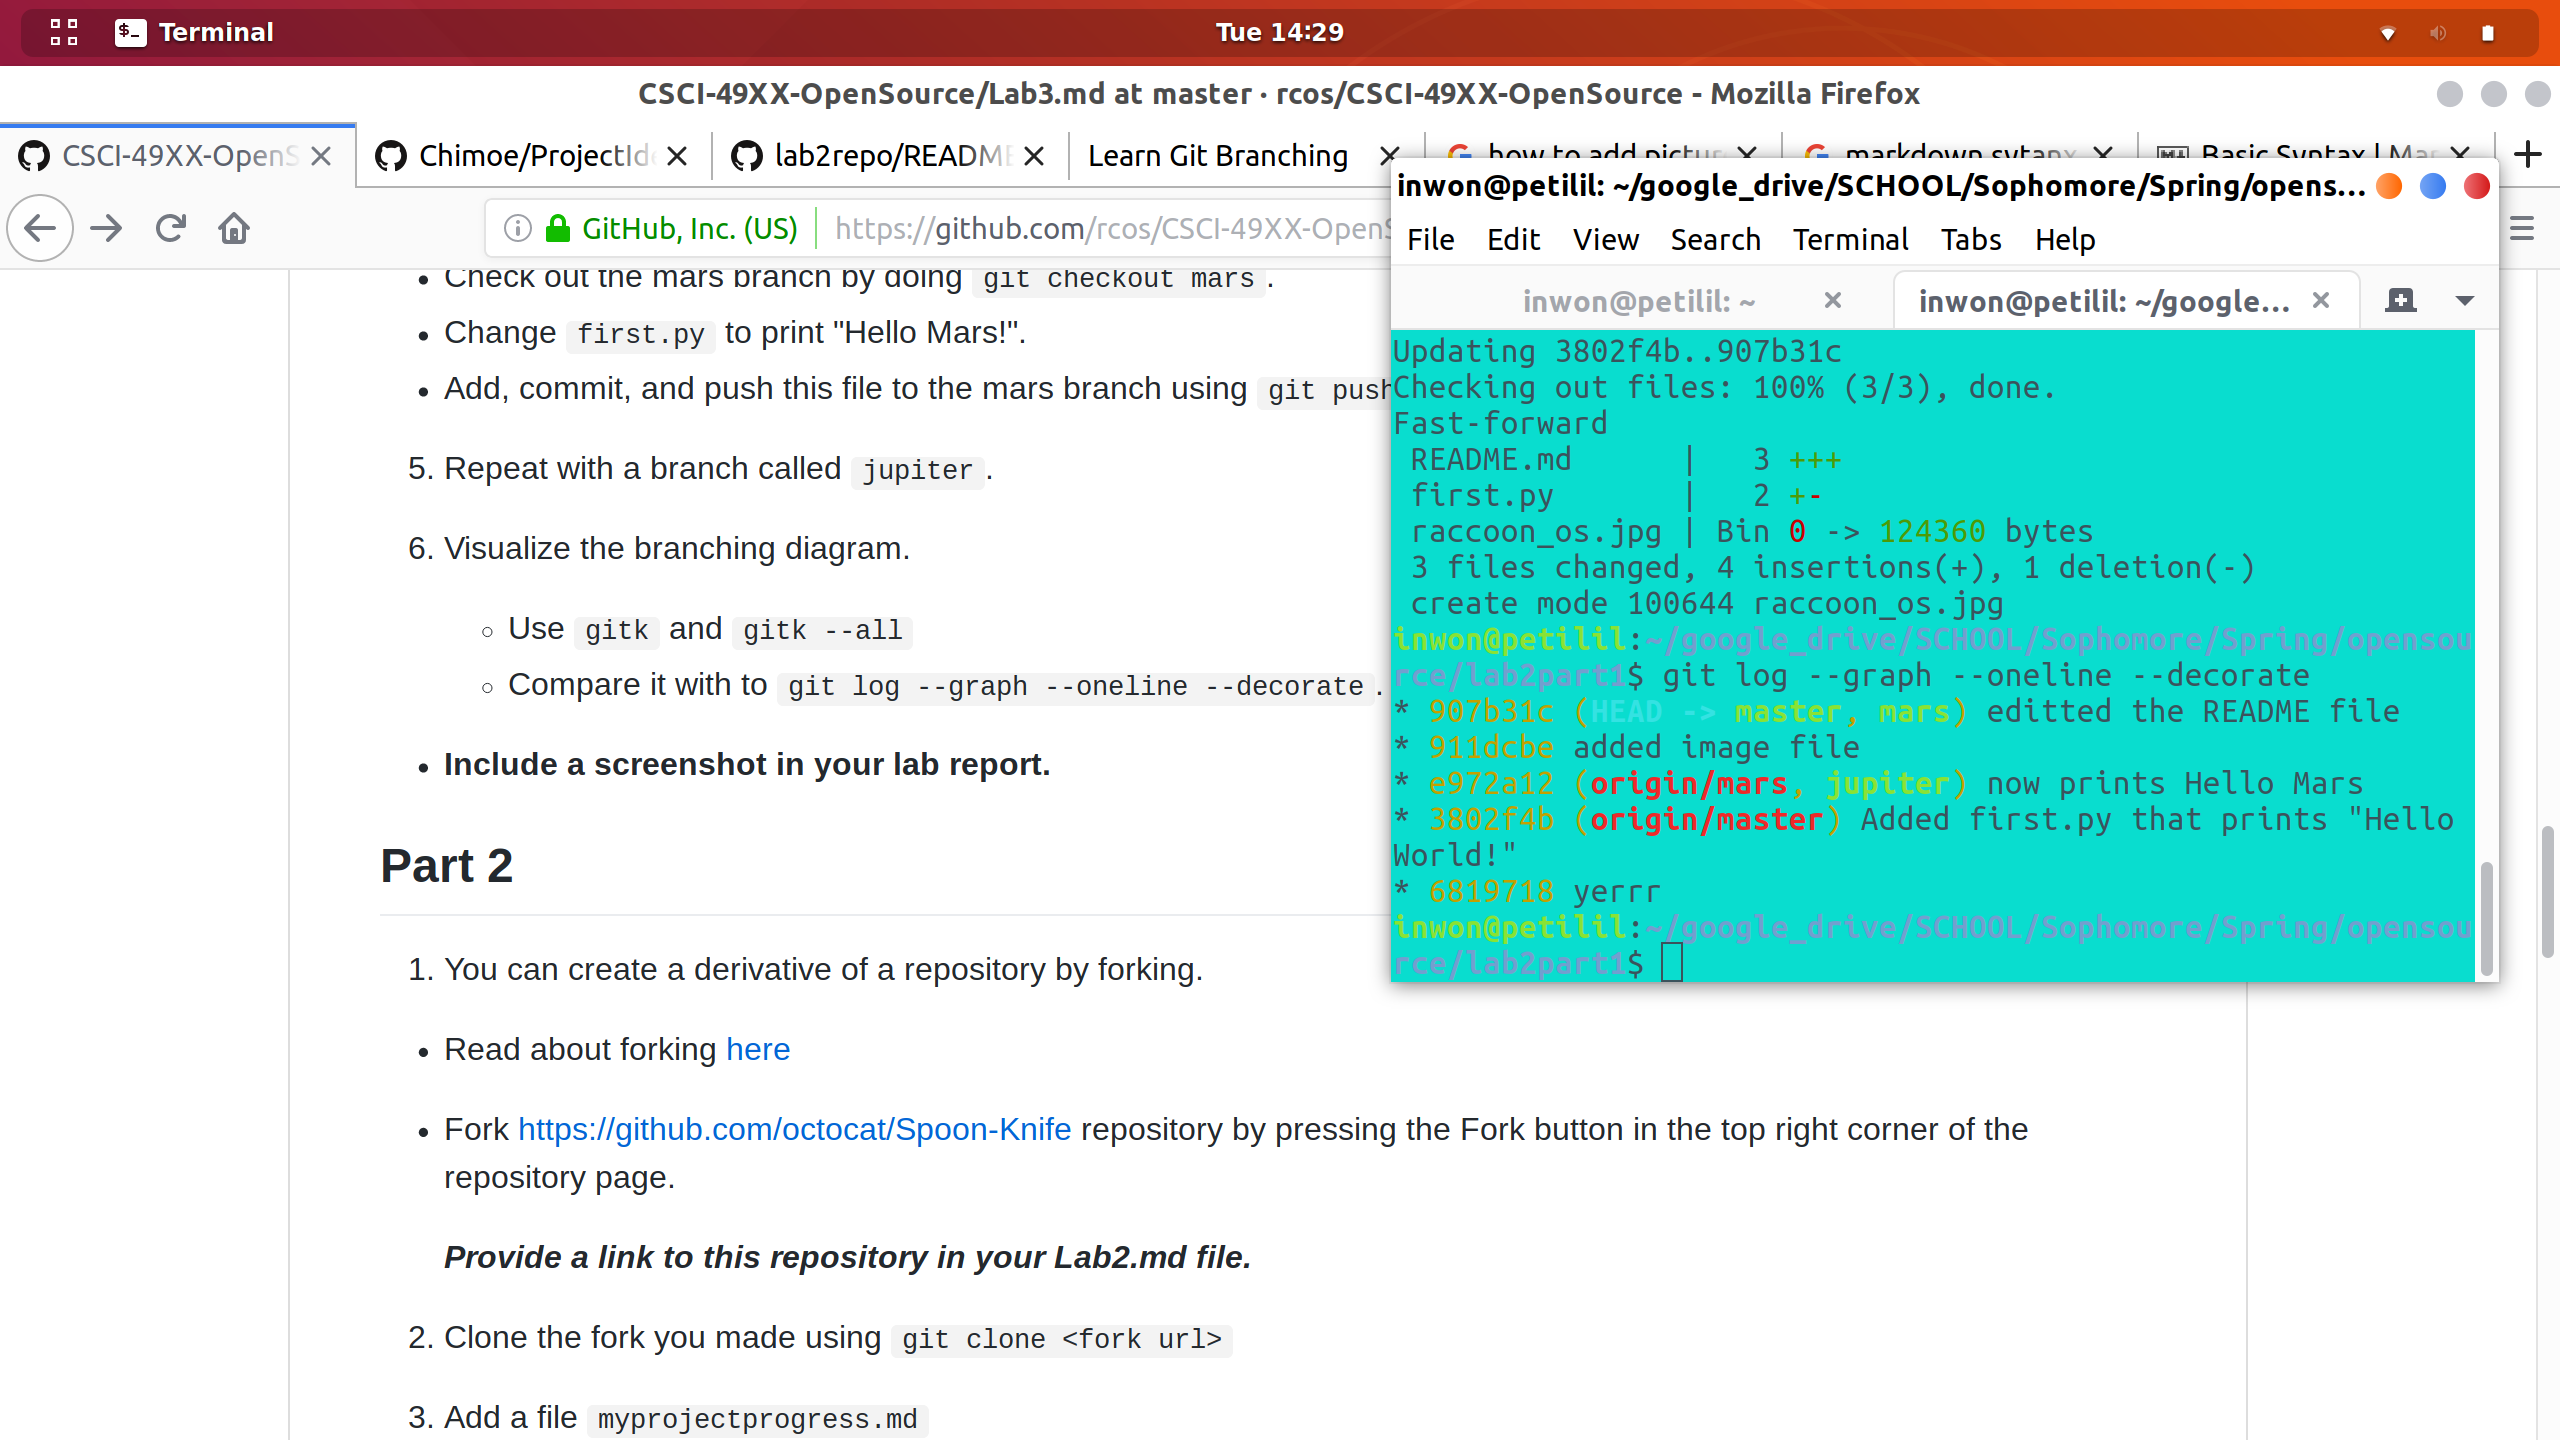 Terminal
Tue 14:29
CSCI-49XX-OpenSource/Lab3.md at master · rcos/CSCI-49XX-OpenSource - Mozilla Firefox
CSCI-49XX-OpenS
Chimoe/ProjectIde
lab2repo/README
Learn Git Branching
how to add pictur
markdown sytanx
Basic Syntax | Mar
GitHub, Inc. (US)
https://github.com/rcos/CSCI-49XX-OpenS
Check out the mars branch by doing git checkout mars.
Change first.py to print "Hello Mars!".
Add, commit, and push this file to the mars branch using git push
5. Repeat with a branch called jupiter.
6. Visualize the branching diagram.
Use gitk and gitk --all
Compare it with to git log --graph --oneline --decorate.
Include a screenshot in your lab report.
Part 2
1. You can create a derivative of a repository by forking.
Read about forking here
Fork https://github.com/octocat/Spoon-Knife repository by pressing the Fork button in the top right corner of the
repository page.
Provide a link to this repository in your Lab2.md file.
2. Clone the fork you made using git clone <fork url>
3. Add a file myprojectprogress.md
inwon@petilil: ~/google_drive/SCHOOL/Sophomore/Spring/opens...
File Edit View Search Terminal Tabs Help
inwon@petilil: ~
inwon@petilil: ~/google...
Updating 3802f4b..907b31c
Checking out files: 100% (3/3), done.
Fast-forward
README.md | 3 +++
first.py | 2 +-
raccoon_os.jpg | Bin 0 -> 124360 bytes
3 files changed, 4 insertions(+), 1 deletion(-)
create mode 100644 raccoon_os.jpg
inwon@petilil:~/google_drive/SCHOOL/Sophomore/Spring/opensou
rce/lab2part1$ git log --graph --oneline --decorate
* 907b31c (HEAD -> master, mars) editted the README file
* 911dcbe added image file
* e972a12 (origin/mars, jupiter) now prints Hello Mars
* 3802f4b (origin/master) Added first.py that prints "Hello
World!"
* 6819718 yerrr
inwon@petilil:~/google_drive/SCHOOL/Sophomore/Spring/opensou
rce/lab2part1$